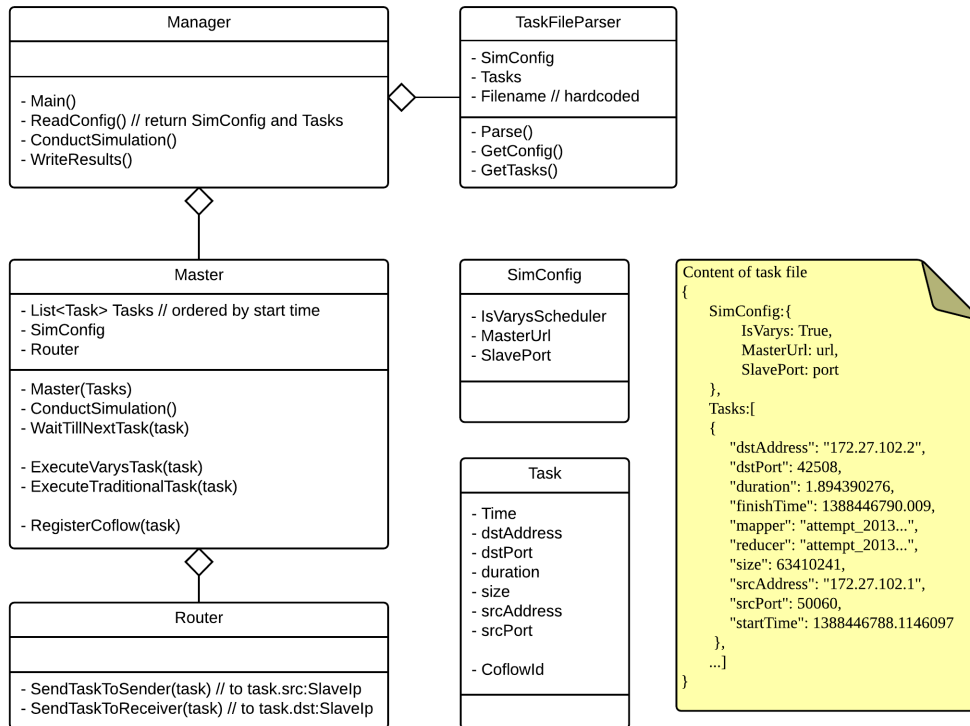 Manager
- Main()
- ReadConfig() // return SimConfig and Tasks
- ConductSimulation()
- WriteResults()
TaskFileParser
- SimConfig
- Tasks
- Filename // hardcoded
- Parse()
- GetConfig()
- GetTasks()
Master
- List<Task> Tasks // ordered by start time
- SimConfig
- Router
- Master(Tasks)
- ConductSimulation()
- WaitTillNextTask(task)
- ExecuteVarysTask(task)
- ExecuteTraditionalTask(task)
- RegisterCoflow(task)
SimConfig
- IsVarysScheduler
- MasterUrl
- SlavePort
Task
- Time
- dstAddress
- dstPort
- duration
- size
- srcAddress
- srcPort
- CoflowId
Router
- SendTaskToSender(task) // to task.src:SlaveIp
- SendTaskToReceiver(task) // to task.dst:SlaveIp
Content of task file
{
SimConfig:{
IsVarys: True,
MasterUrl: url,
SlavePort: port
},
Tasks:[
{
"dstAddress": "172.27.102.2",
"dstPort": 42508,
"duration": 1.894390276,
"finishTime": 1388446790.009,
"mapper": "attempt_2013...",
"reducer": "attempt_2013...",
"size": 63410241,
"srcAddress": "172.27.102.1",
"srcPort": 50060,
"startTime": 1388446788.1146097
},
...]
}